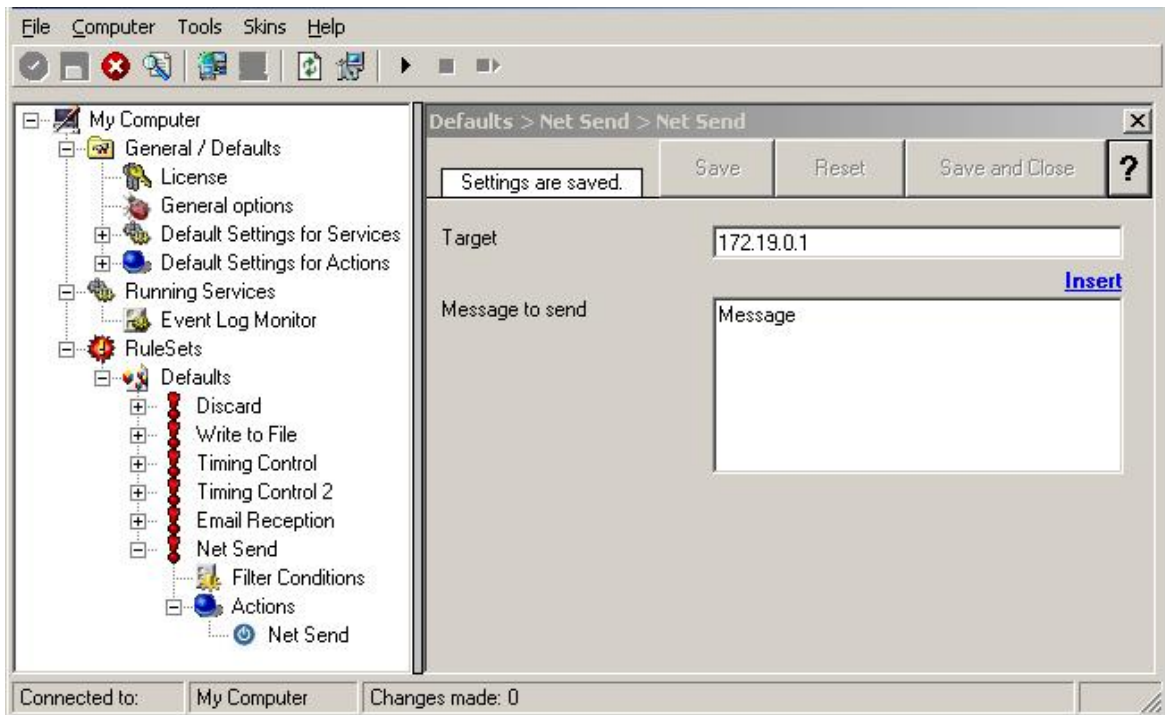 File Computer Tools Skins Help
My Computer
General / Defaults
License
General options
Default Settings for Services
Default Settings for Actions
Running Services
Event Log Monitor
RuleSets
Defaults
Discard
Write to File
Timing Control
Timing Control 2
Email Reception
Net Send
Filter Conditions
Actions
Net Send
Defaults > Net Send > Net Send
Settings are saved. Save Reset Save and Close ?
Target 172.19.0.1
Insert
Message to send Message
Connected to: My Computer Changes made: 0